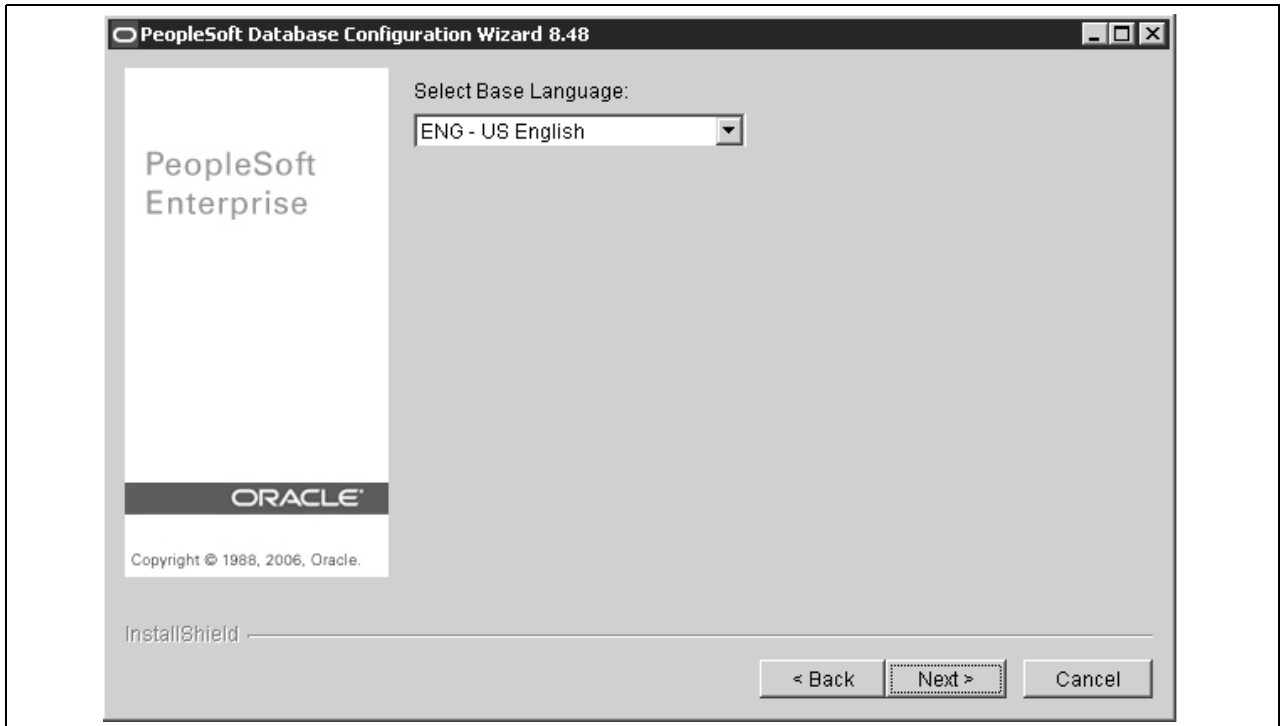 PeopleSoft Database Configuration Wizard 8.48
Select Base Language:
ENG - US English
PeopleSoft
Enterprise
ORACLE
Copyright © 1988, 2006, Oracle.
InstallShield
< Back
Next >
Cancel